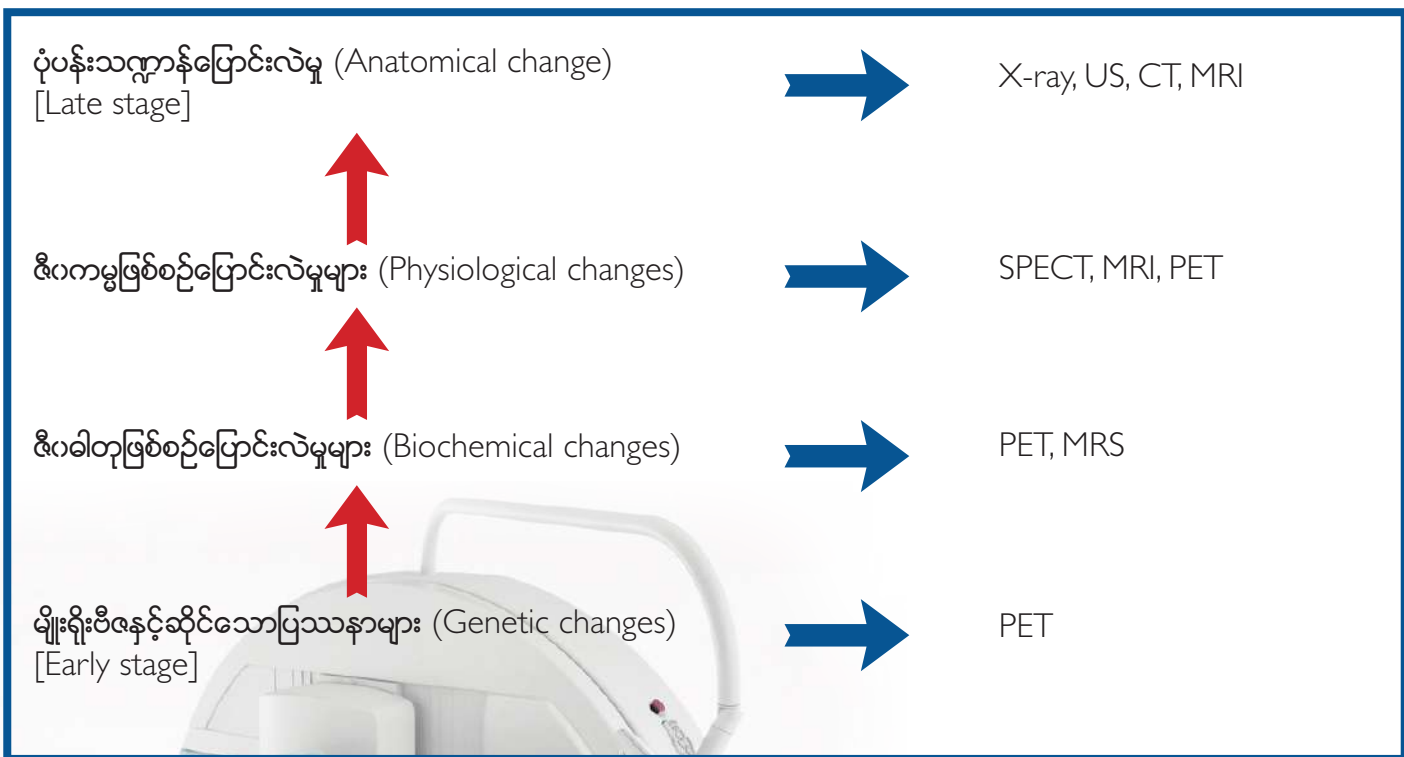 ပုံပန်းသဏ္ဍာန်ပြောင်းလဲမှု (Anatomical change)
[Late stage]
X-ray, US, CT, MRI
ဇီဝကမ္မဖြစ်စဉ်ပြောင်းလဲမှုများ (Physiological changes)
SPECT, MRI, PET
ဇီဝဓါတုဖြစ်စဉ်ပြောင်းလဲမှုများ (Biochemical changes)
PET, MRS
မျိုးရိုးဗီဇနှင့်ဆိုင်သောပြဿနာများ (Genetic changes)
[Early stage]
PET